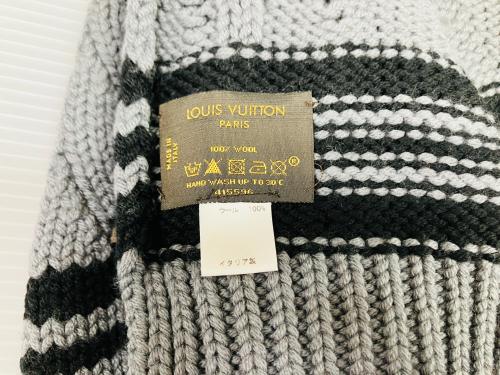 LOUIS VUITTON
PARIS
MADE IN
ITALY
100% WOOL
HAND WASH UP TO 30°C
415596
ウール 100%
イタリア製